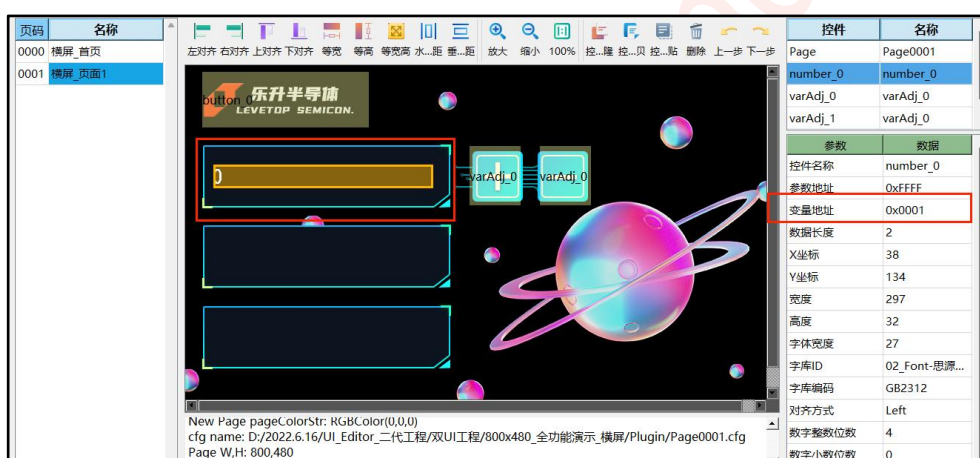 页码 名称
0000 横屏_首页
0001 横屏_页面1
左对齐 右对齐 上对齐 下对齐 等宽 等高 等宽高 水...距 垂...距 放大 缩小 100% 控...隆 控...贝 控...贴 删除 上一步 下一步
button_0
乐升半导体
LEVETOP SEMICON.
0
varAdj_0 varAdj_0
New Page pageColorStr: RGBColor(0,0,0)
cfg name: D:/2022.6.16/UI_Editor_二代工程/双UI工程/800x480_全功能演示_横屏/Plugin/Page0001.cfg
Page W,H: 800,480
控件 名称
Page Page0001
number_0 number_0
varAdj_0 varAdj_0
varAdj_1 varAdj_0
参数 数据
控件名称 number_0
参数地址 0xFFFF
变量地址 0x0001
数据长度 2
X坐标 38
Y坐标 134
宽度 297
高度 32
字体宽度 27
字库ID 02_Font-思源...
字库编码 GB2312
对齐方式 Left
数字整数位数 4
数字小数位数 0